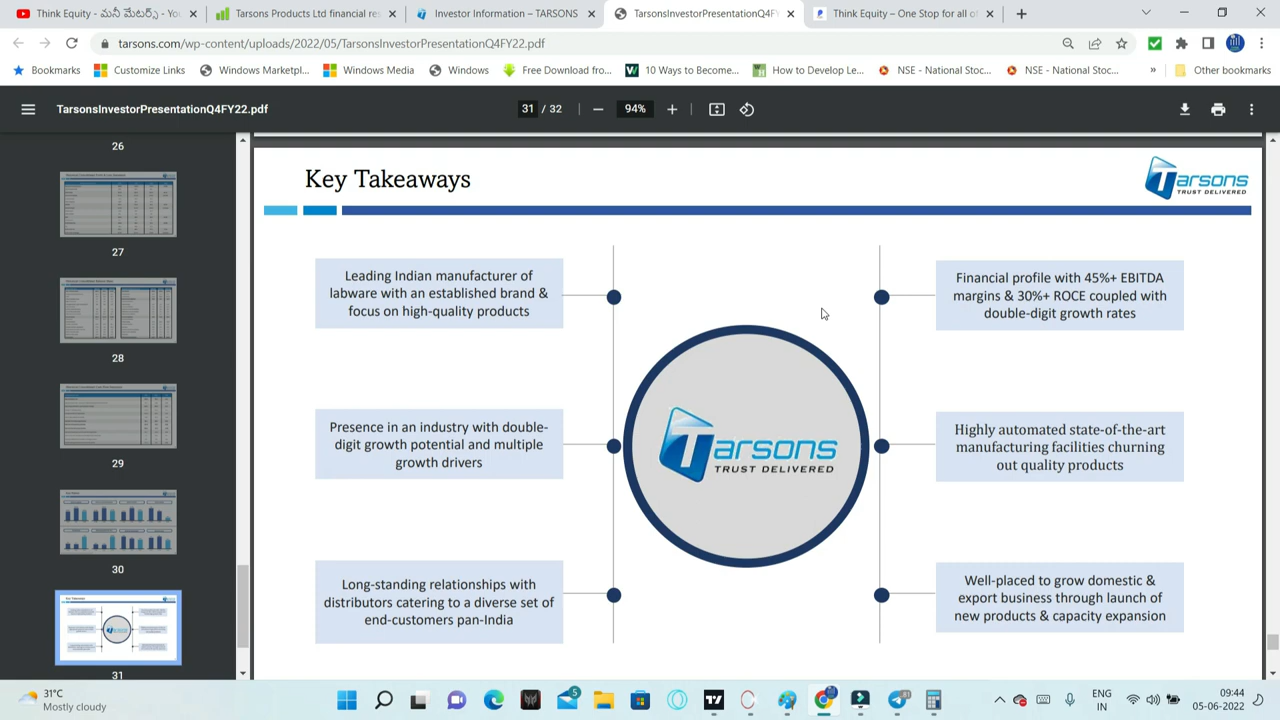 Think Equity - మనీ మేటర్స్ - Yo
Tarsons Products Ltd financial re
Investor Information – TARSONS
TarsonsInvestorPresentationQ4FY
Think Equity – One Stop for all o
tarsons.com/wp-content/uploads/2022/05/TarsonsInvestorPresentationQ4FY22.pdf
Bookmarks
Customize Links
Windows Marketpl...
Windows Media
Windows
Free Download fro...
10 Ways to Become...
How to Develop Le...
NSE - National Stoc...
NSE - National Stoc...
»
Other bookmarks
TarsonsInvestorPresentationQ4FY22.pdf
31 / 32
94%
26
27
28
29
30
31
Key Takeaways
Tarsons
TRUST DELIVERED
Leading Indian manufacturer of
labware with an established brand &
focus on high-quality products
Financial profile with 45%+ EBITDA
margins & 30%+ ROCE coupled with
double-digit growth rates
Presence in an industry with double-
digit growth potential and multiple
growth drivers
Tarsons
TRUST DELIVERED
Highly automated state-of-the-art
manufacturing facilities churning
out quality products
Long-standing relationships with
distributors catering to a diverse set of
end-customers pan-India
Well-placed to grow domestic &
export business through launch of
new products & capacity expansion
31°C
Mostly cloudy
5
ENG
IN
09:44
05-06-2022